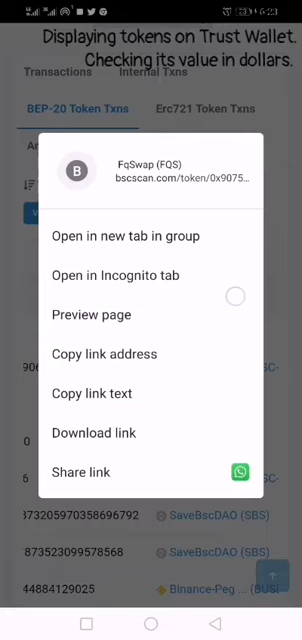 5:23
Displaying tokens on Trust Wallet.
Checking its value in dollars.
Transactions
Internal Txns
BEP-20 Token Txns
Erc721 Token Txns
B
FqSwap (FQS)
bscscan.com/token/0x9075...
Open in new tab in group
Open in Incognito tab
Preview page
Copy link address
Copy link text
Download link
Share link
373205970358696792 SaveBscDAO (SBS)
873523099578568 SaveBscDAO (SBS)
44884129025 Binance-Peg ... (BUS